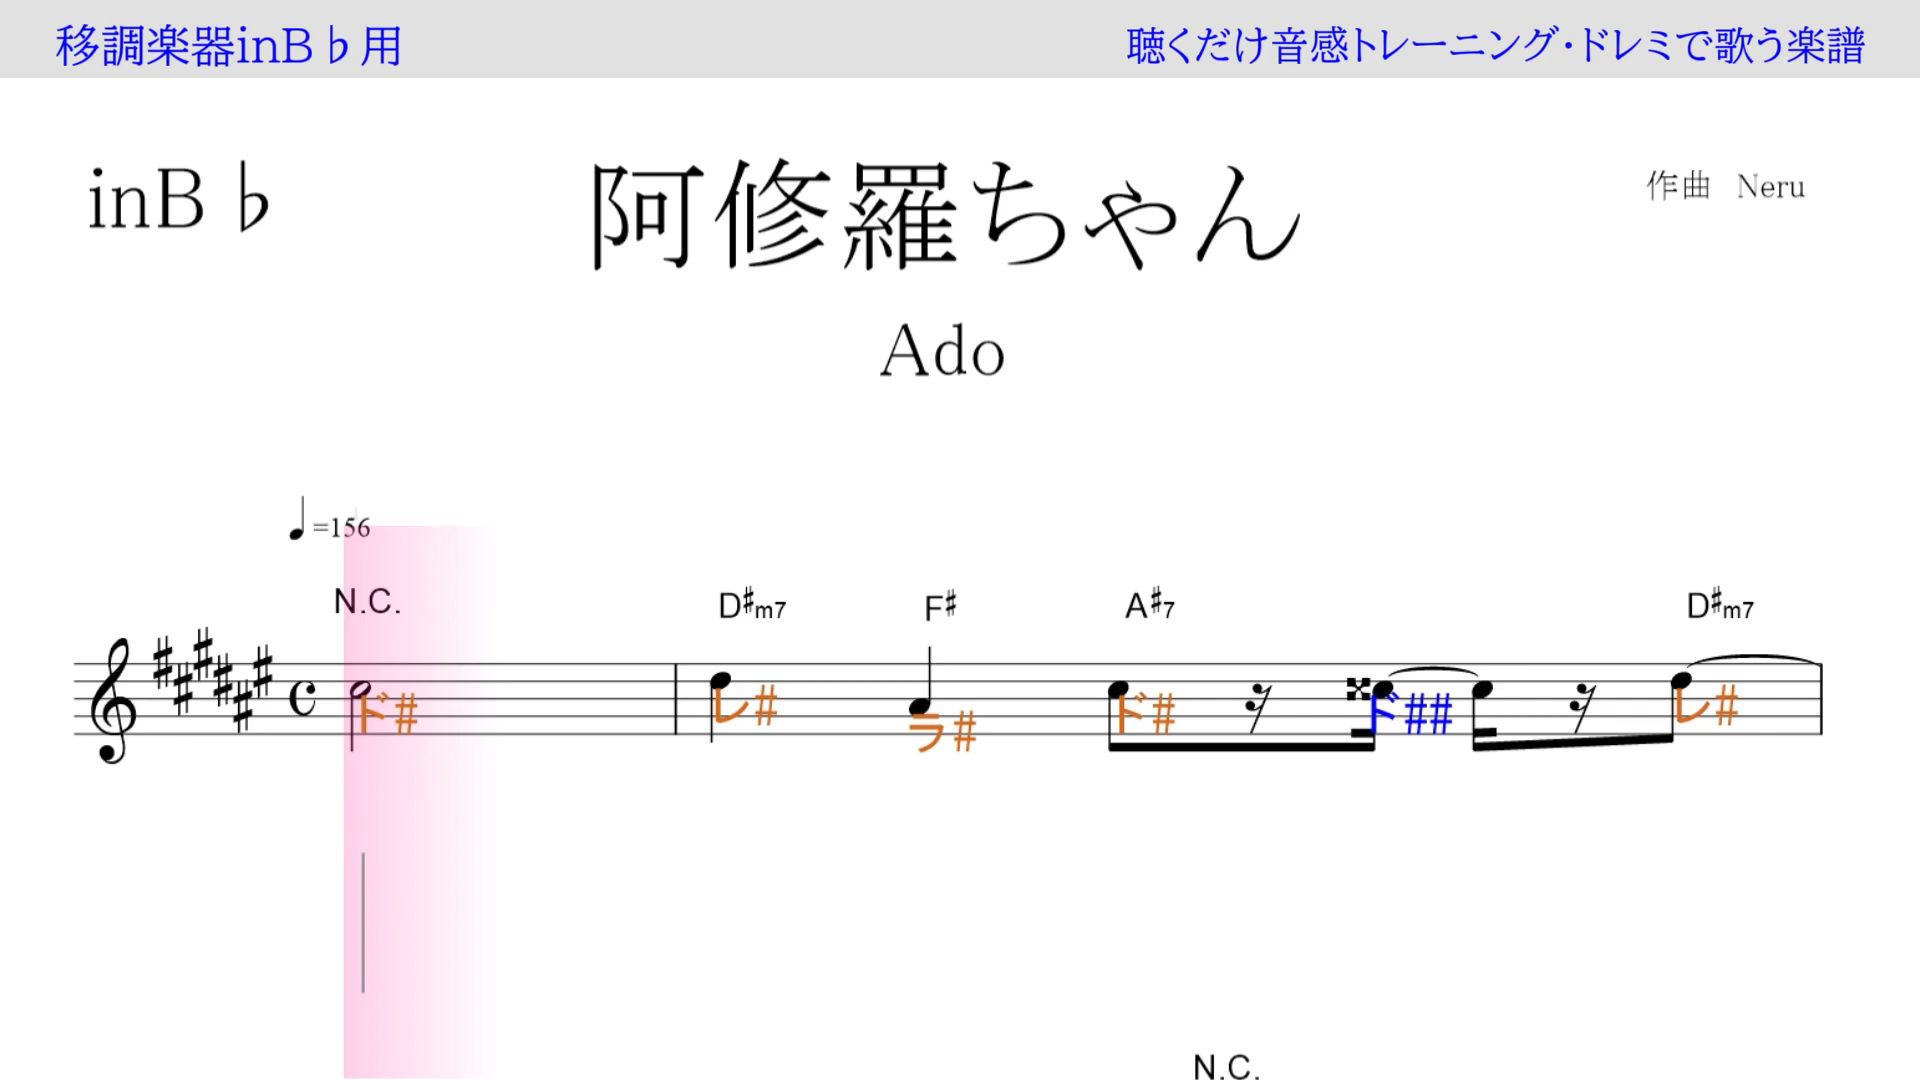 移調楽器inB♭用
聴くだけ音感トレーニング・ドレミで歌う楽譜
inB♭
阿修羅ちゃん
作曲 Neru
Ado
♩=156
N.C. D♯m7 F♯ A♯7 D♯m7
ド# レ# ラ# ド# ド## レ#
N.C.